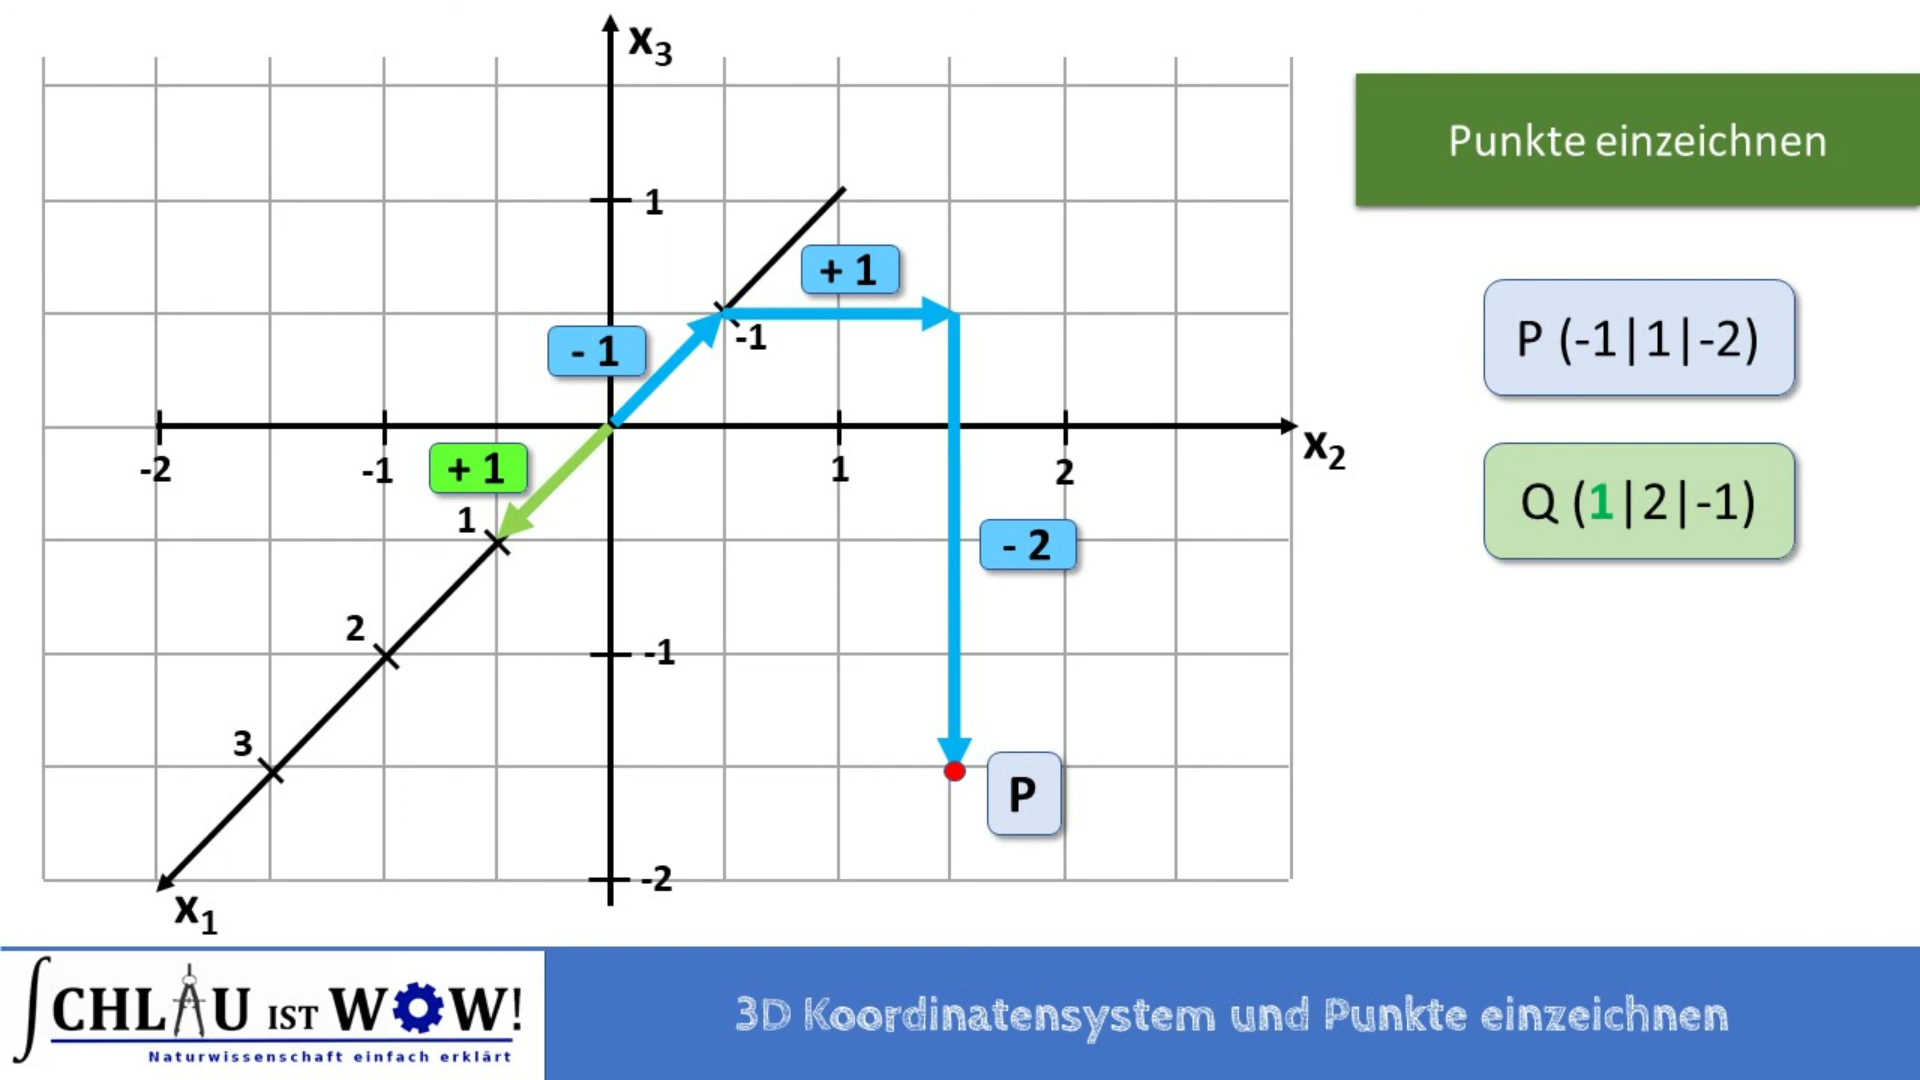 x3
Punkte einzeichnen
1
+ 1
P (-1|1|-2)
-1
- 1
x2
-2
-1
1
2
+ 1
Q (1|2|-1)
1
- 2
2
-1
3
P
-2
x1
∫CHLAU IST WOW!
Naturwissenschaft einfach erklärt
3D Koordinatensystem und Punkte einzeichnen